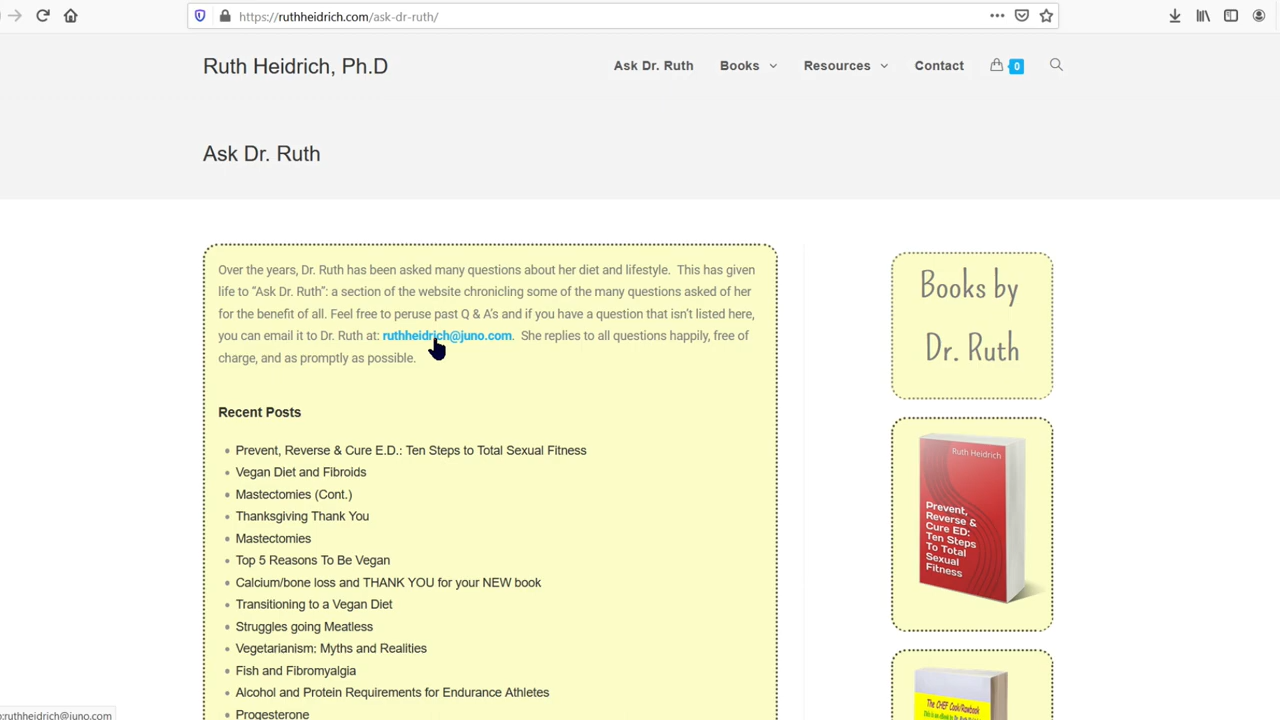 https://ruthheidrich.com/ask-dr-ruth/
Ruth Heidrich, Ph.D
Ask Dr. Ruth
Books
Resources
Contact
0
Ask Dr. Ruth
Over the years, Dr. Ruth has been asked many questions about her diet and lifestyle. This has given
life to “Ask Dr. Ruth”: a section of the website chronicling some of the many questions asked of her
for the benefit of all. Feel free to peruse past Q & A's and if you have a question that isn't listed here,
you can email it to Dr. Ruth at: ruthheidrich@juno.com. She replies to all questions happily, free of
charge, and as promptly as possible.
Recent Posts
Prevent, Reverse & Cure E.D.: Ten Steps to Total Sexual Fitness
Vegan Diet and Fibroids
Mastectomies (Cont.)
Thanksgiving Thank You
Mastectomies
Top 5 Reasons To Be Vegan
Calcium/bone loss and THANK YOU for your NEW book
Transitioning to a Vegan Diet
Struggles going Meatless
Vegetarianism: Myths and Realities
Fish and Fibromyalgia
Alcohol and Protein Requirements for Endurance Athletes
Progesterone
Books by
Dr. Ruth
Ruth Heidrich
Prevent,
Reverse &
Cure ED:
Ten Steps
To Total
Sexual
Fitness
The CHEF Cook/Rawbook
o:ruthheidrich@juno.com